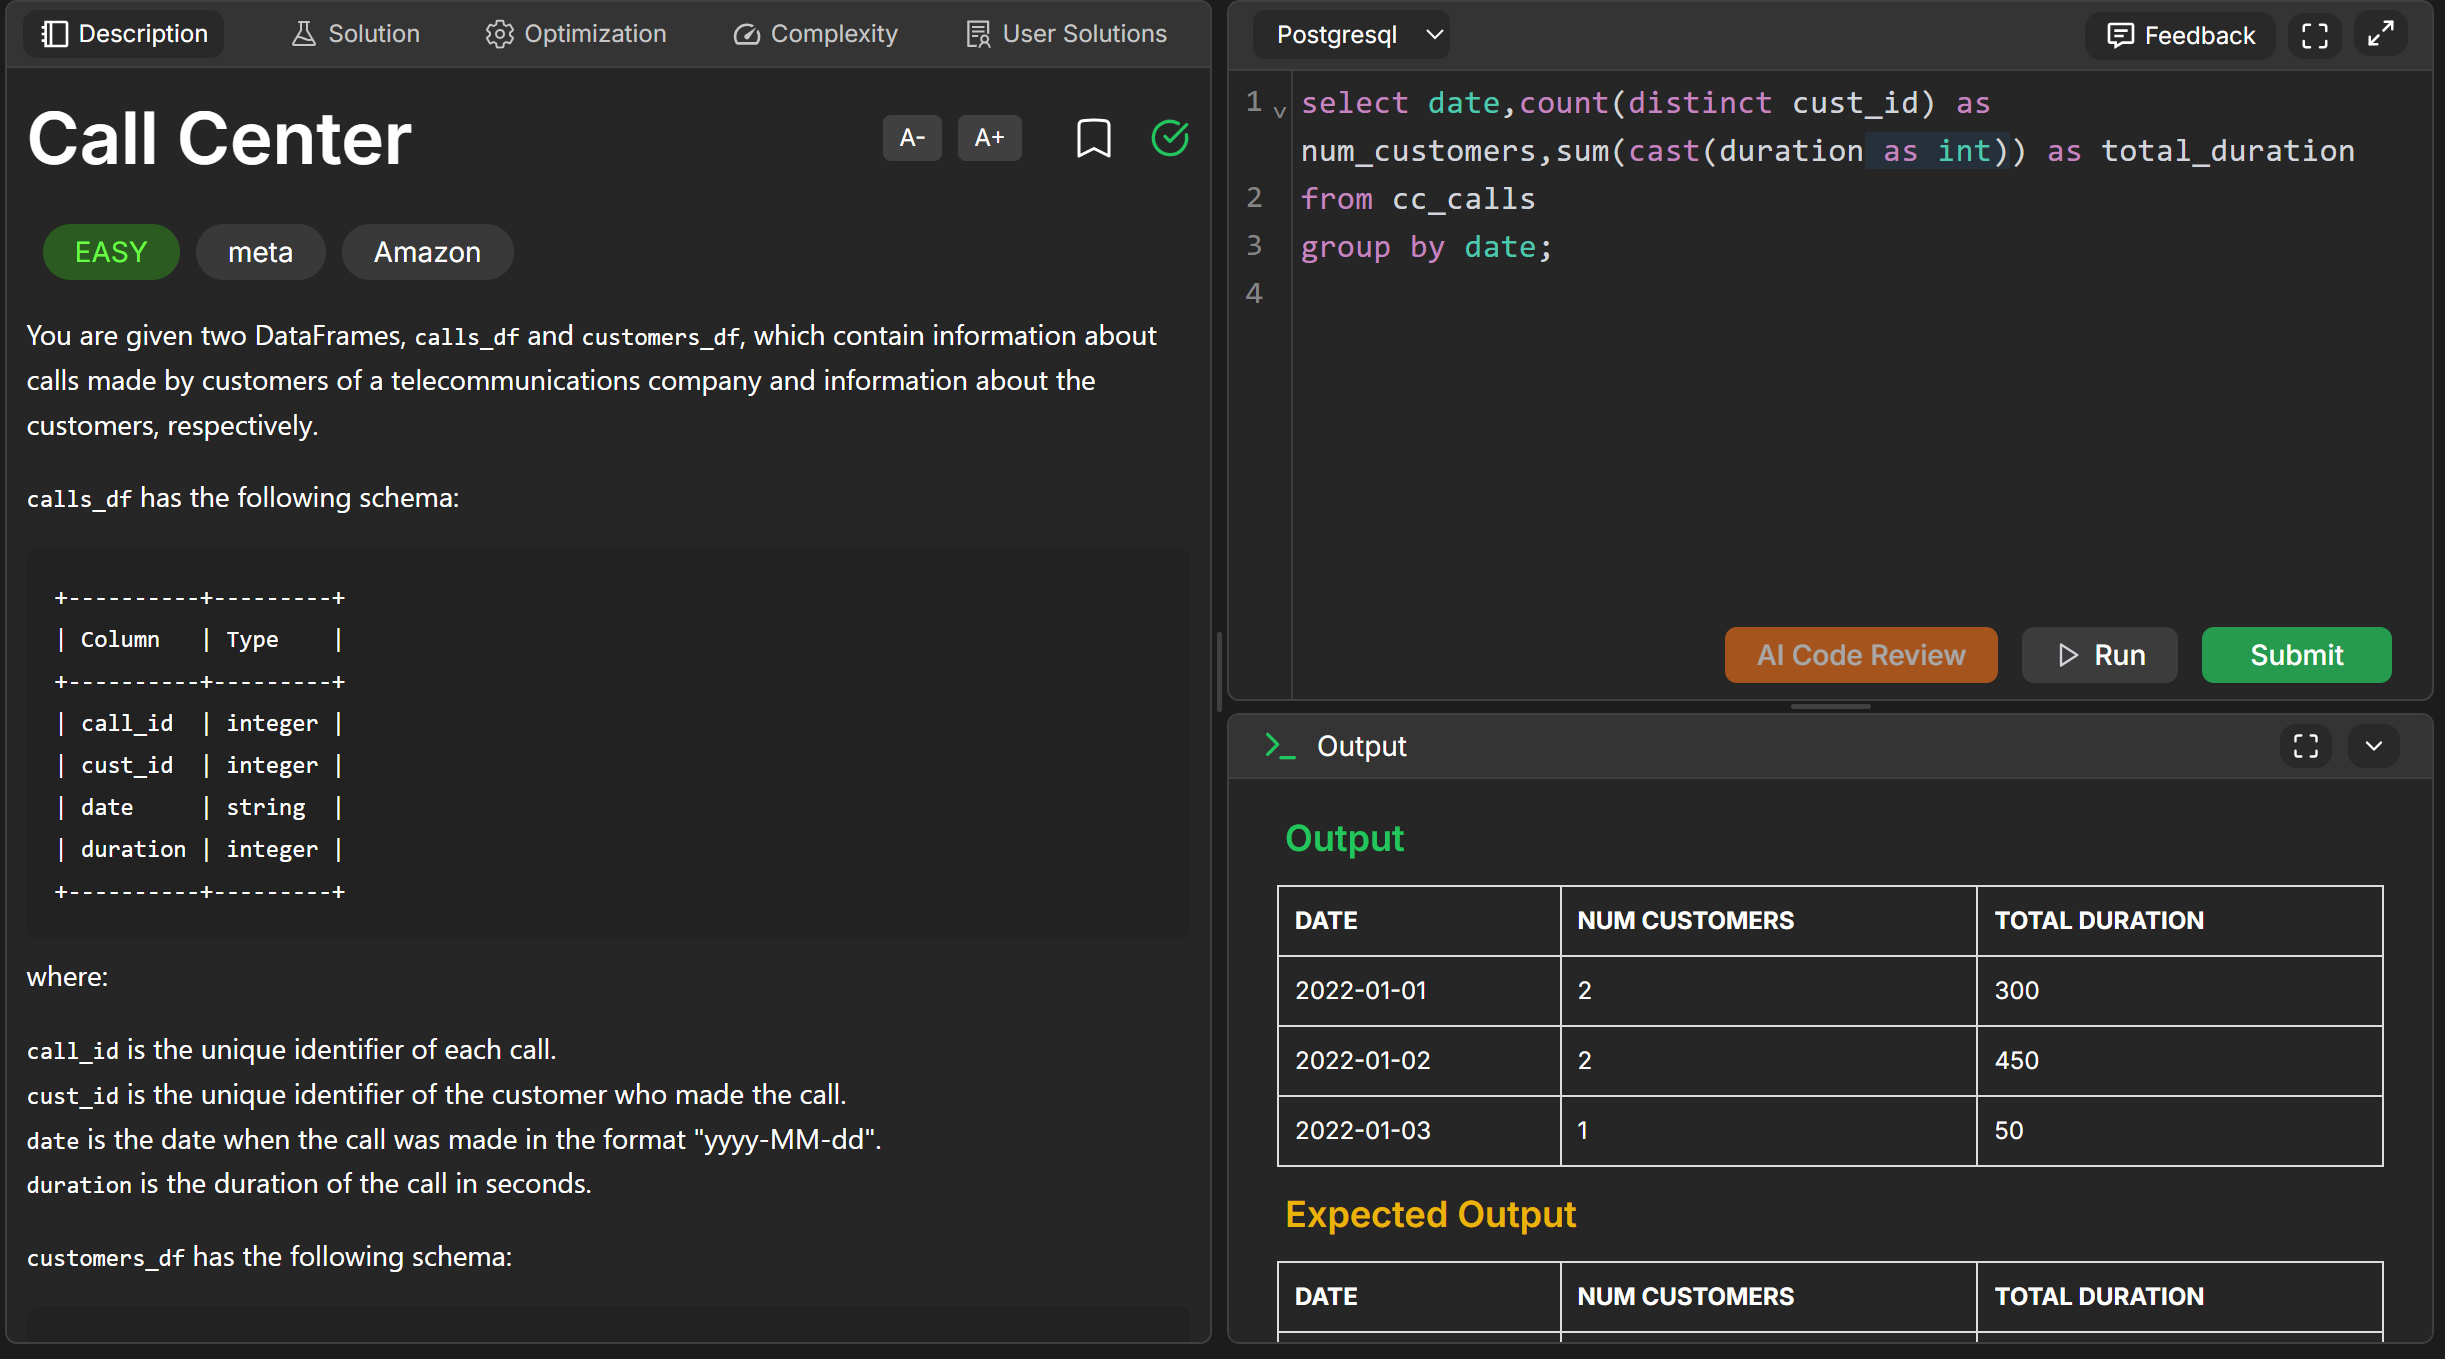 Description
Solution
Optimization
Complexity
User Solutions
Call Center
A-
A+
EASY
meta
Amazon
You are given two DataFrames, calls_df and customers_df, which contain information about
calls made by customers of a telecommunications company and information about the
customers, respectively.
calls_df has the following schema:
+----------+---------+
| Column   | Type    |
+----------+---------+
| call_id  | integer |
| cust_id  | integer |
| date     | string  |
| duration | integer |
+----------+---------+
where:
call_id is the unique identifier of each call.
cust_id is the unique identifier of the customer who made the call.
date is the date when the call was made in the format "yyyy-MM-dd".
duration is the duration of the call in seconds.
customers_df has the following schema:
Postgresql
Feedback
1 select date,count(distinct cust_id) as
num_customers,sum(cast(duration as int)) as total_duration
2 from cc_calls
3 group by date;
4
AI Code Review
Run
Submit
Output
Output
DATE NUM CUSTOMERS TOTAL DURATION
2022-01-01 2 300
2022-01-02 2 450
2022-01-03 1 50
Expected Output
DATE NUM CUSTOMERS TOTAL DURATION